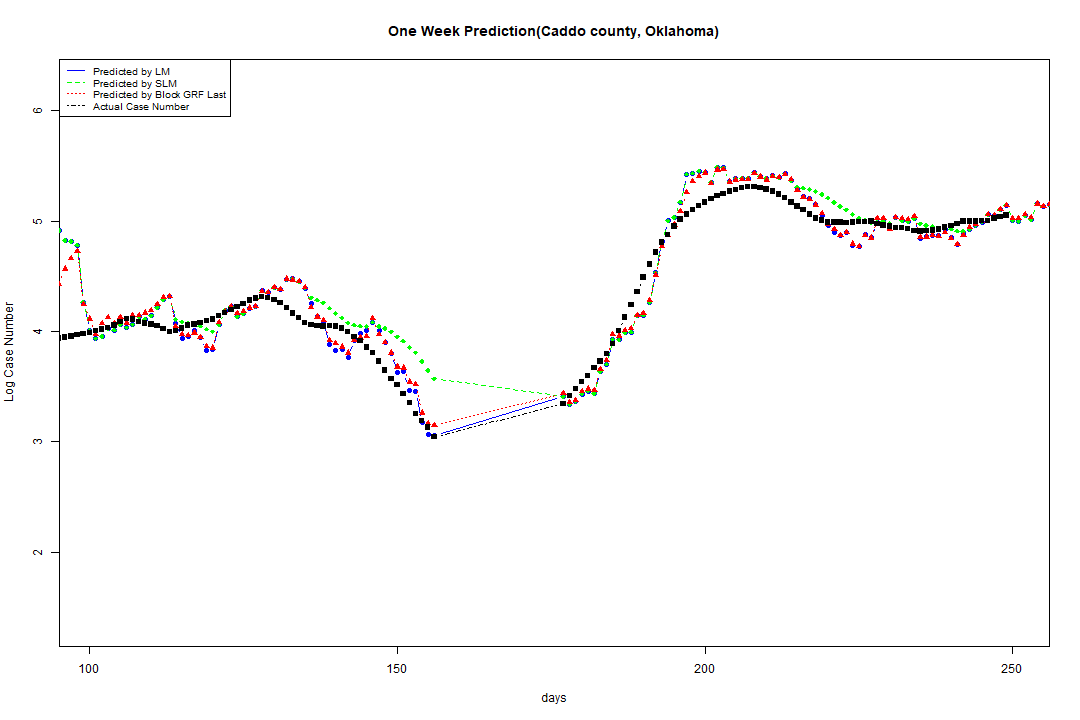 One Week Prediction(Caddo county, Oklahoma)
Predicted by LM
Predicted by SLM
Predicted by Block GRF Last
Actual Case Number
6
5
4
3
2
Log Case Number
100 150 200 250
days